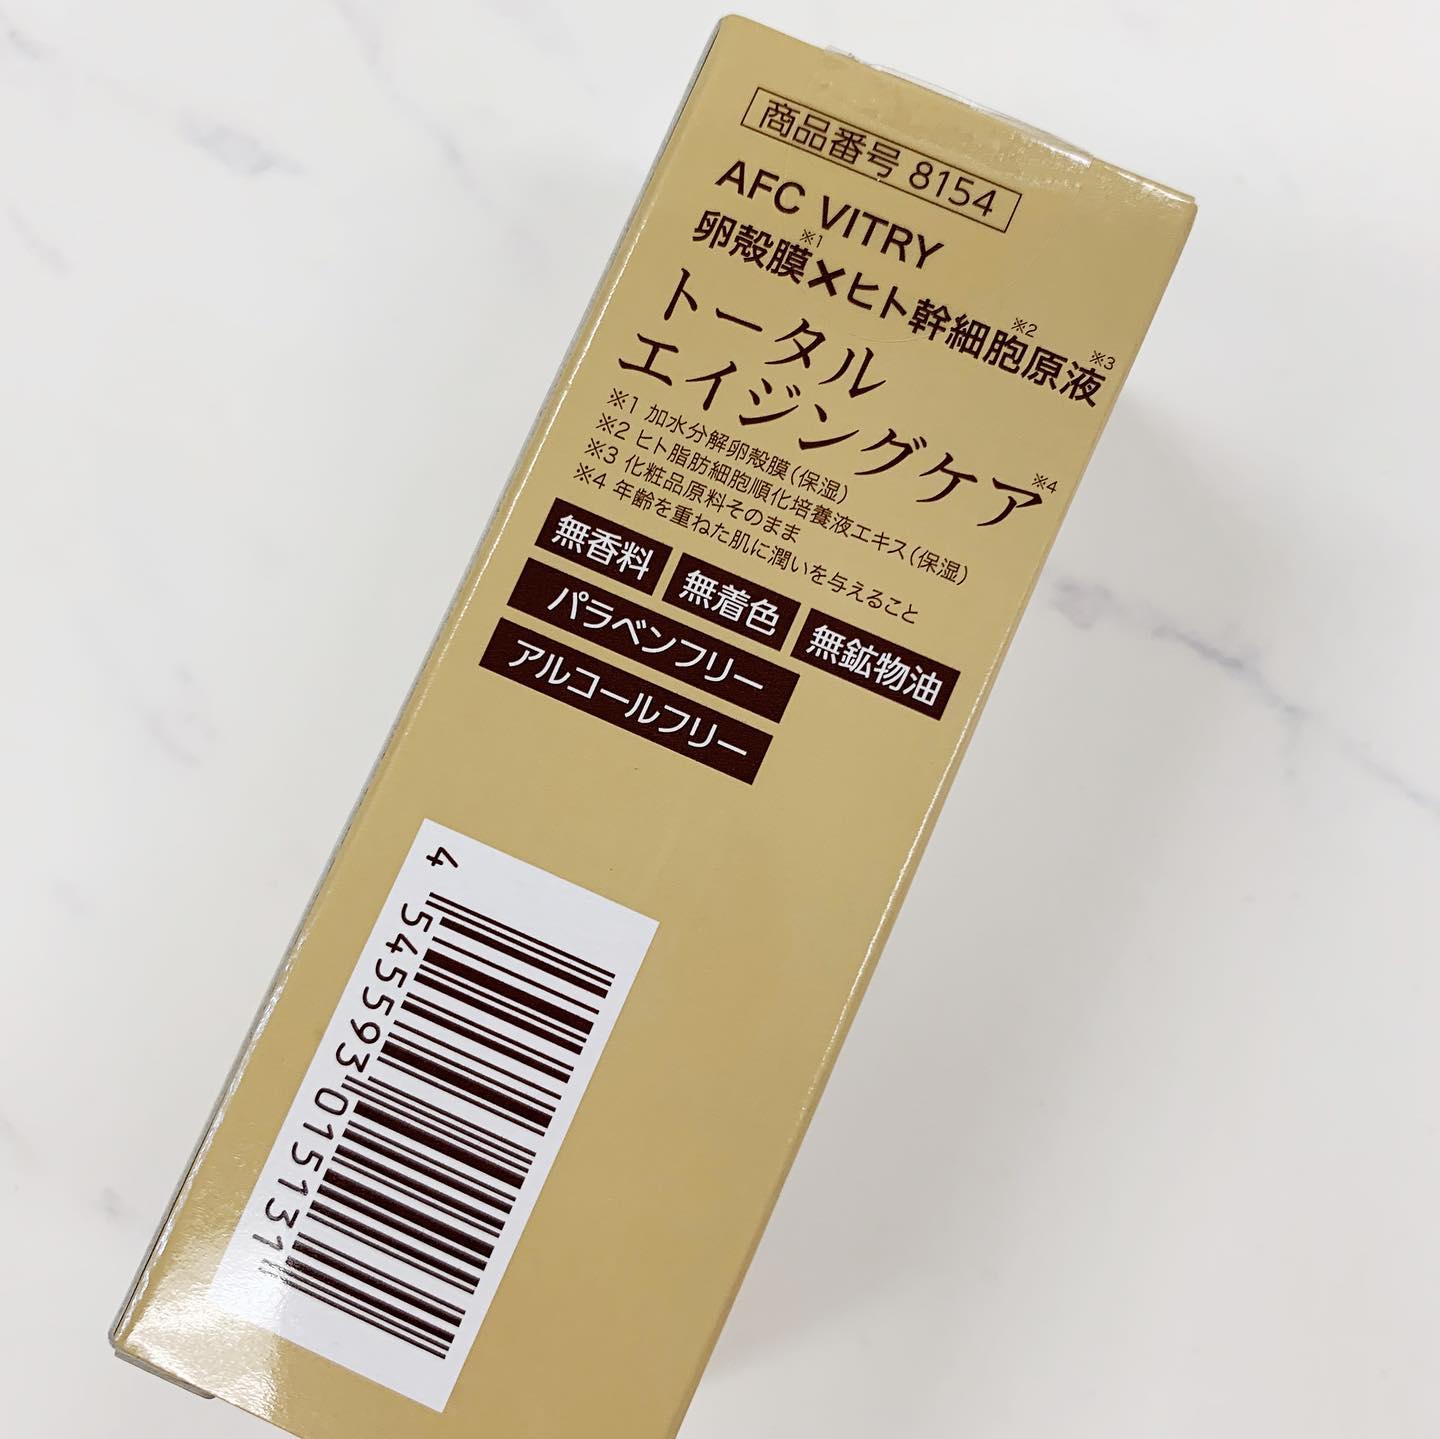 商品番号 8154
AFC VITRY
卵殻膜※1×ヒト幹細胞※2原液※3
トータル
エイジングケア※4
※1 加水分解卵殻膜(保湿)
※2 ヒト脂肪細胞順化培養液エキス(保湿)
※3 化粧品原料そのまま
※4 年齢を重ねた肌に潤いを与えること
無香料 無着色 無鉱物油
パラベンフリー
アルコールフリー
4 545593 015131